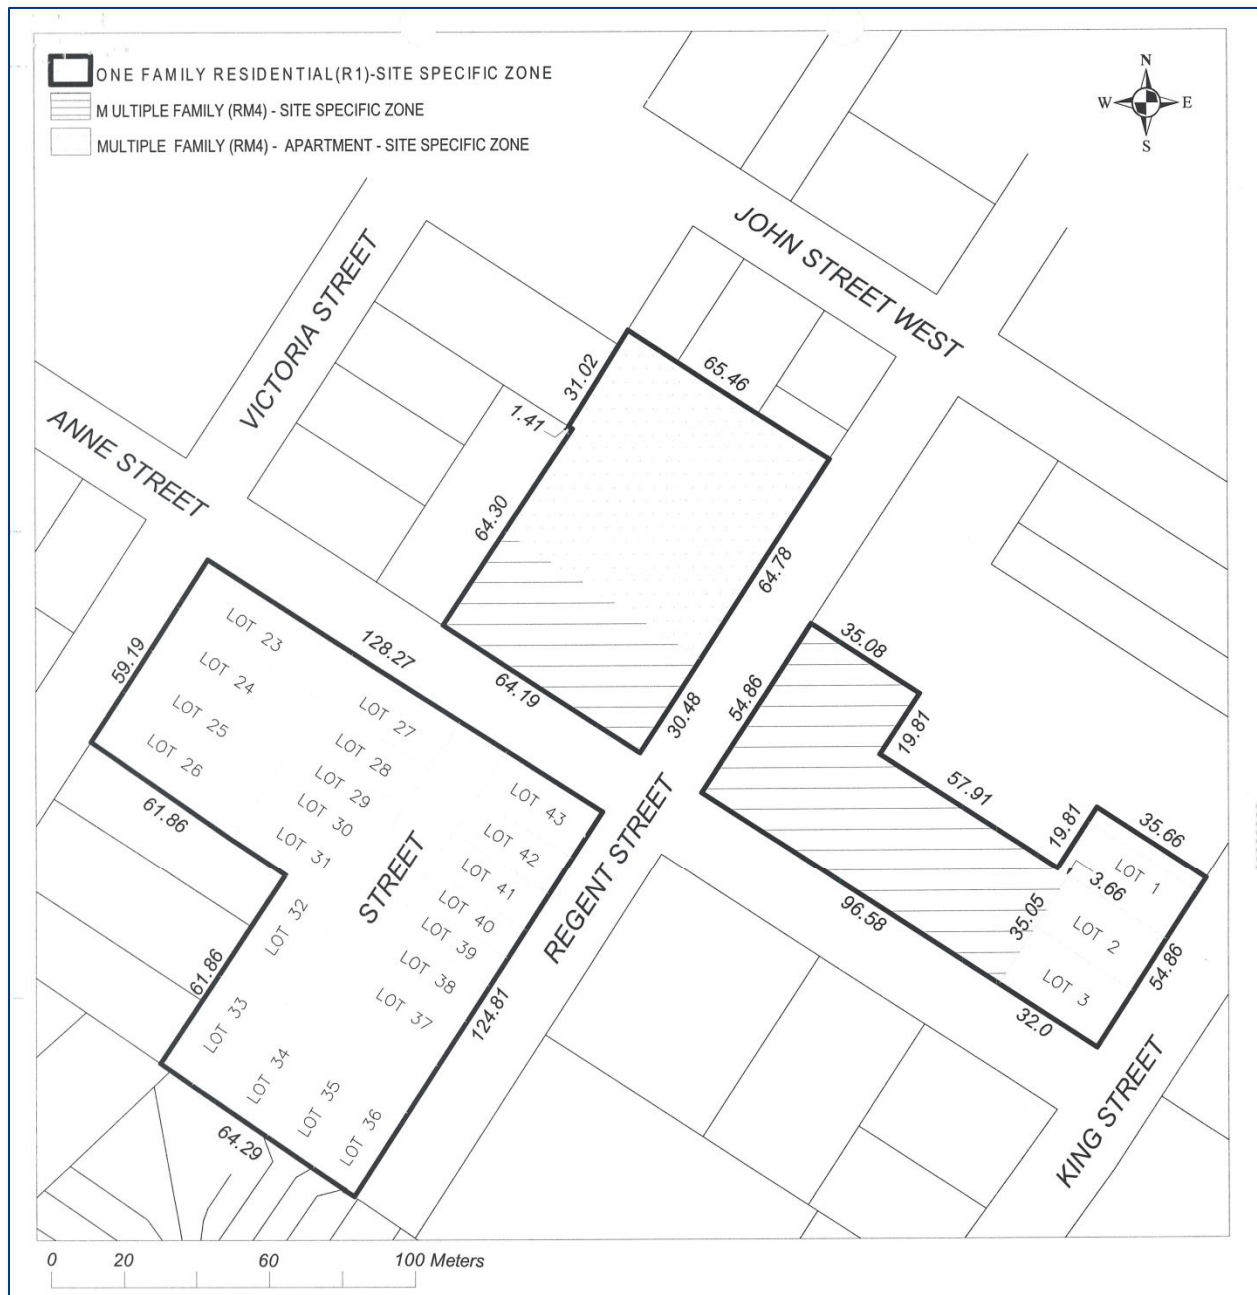 ONE FAMILY RESIDENTIAL(R1)-SITE SPECIFIC ZONE
M ULTIPLE FAMILY (RM4) - SITE SPECIFIC ZONE
MULTIPLE FAMILY (RM4) - APARTMENT - SITE SPECIFIC ZONE
N
W
E
S
JOHN STREET WEST
VICTORIA STREET
ANNE STREET
31.02
65.46
1.41
64.30
64.78
64.19
30.48
128.27
59.19
LOT 23
LOT 24
LOT 25
LOT 26
LOT 27
LOT 28
LOT 29
LOT 30
LOT 31
61.86
STREET
LOT 43
LOT 42
LOT 41
LOT 40
LOT 39
LOT 38
LOT 37
LOT 32
61.86
LOT 33
LOT 34
LOT 35
LOT 36
64.29
124.81
REGENT STREET
54.86
35.08
19.81
57.91
19.81
35.66
3.66
35.05
96.58
LOT 1
LOT 2
LOT 3
54.86
32.0
KING STREET
0 20 60 100 Meters